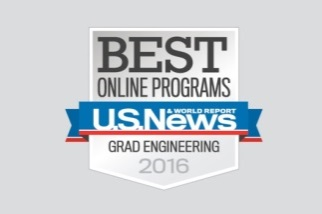 BEST
ONLINE PROGRAMS
& WORLD REPORT
U.S.News
GRAD ENGINEERING
2016